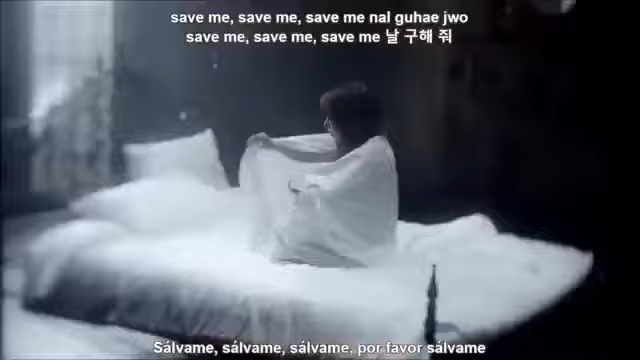 save me, save me, save me nal guhae jwo
save me, save me, save me 날 구해 줘
Sálvame, sálvame, sálvame, por favor sálvame